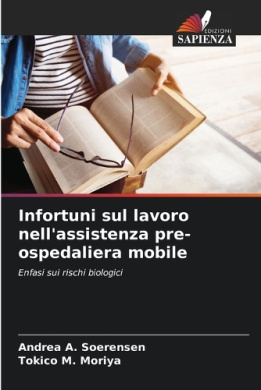 EDIZIONI
SAPIENZA
Infortuni sul lavoro
nell'assistenza pre-
ospedaliera mobile
Enfasi sui rischi biologici
Andrea A. Soerensen
Tokico M. Moriya